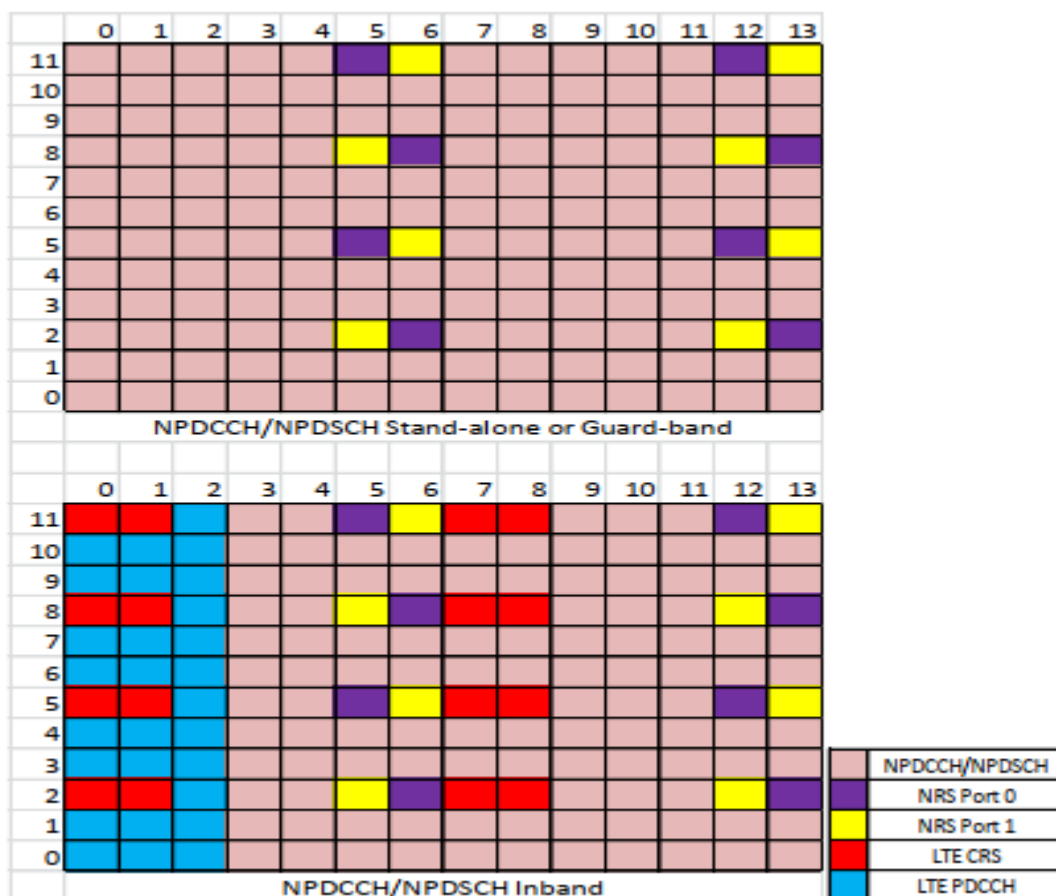 0 1 2 3 4 5 6 7 8 9 10 11 12 13
11
10
9
8
7
6
5
4
3
2
1
0
NPDCCH/NPDSCH Stand-alone or Guard-band
0 1 2 3 4 5 6 7 8 9 10 11 12 13
11
10
9
8
7
6
5
4
3
2
1
0
NPDCCH/NPDSCH Inband
NPDCCH/NPDSCH
NRS Port 0
NRS Port 1
LTE CRS
LTE PDCCH